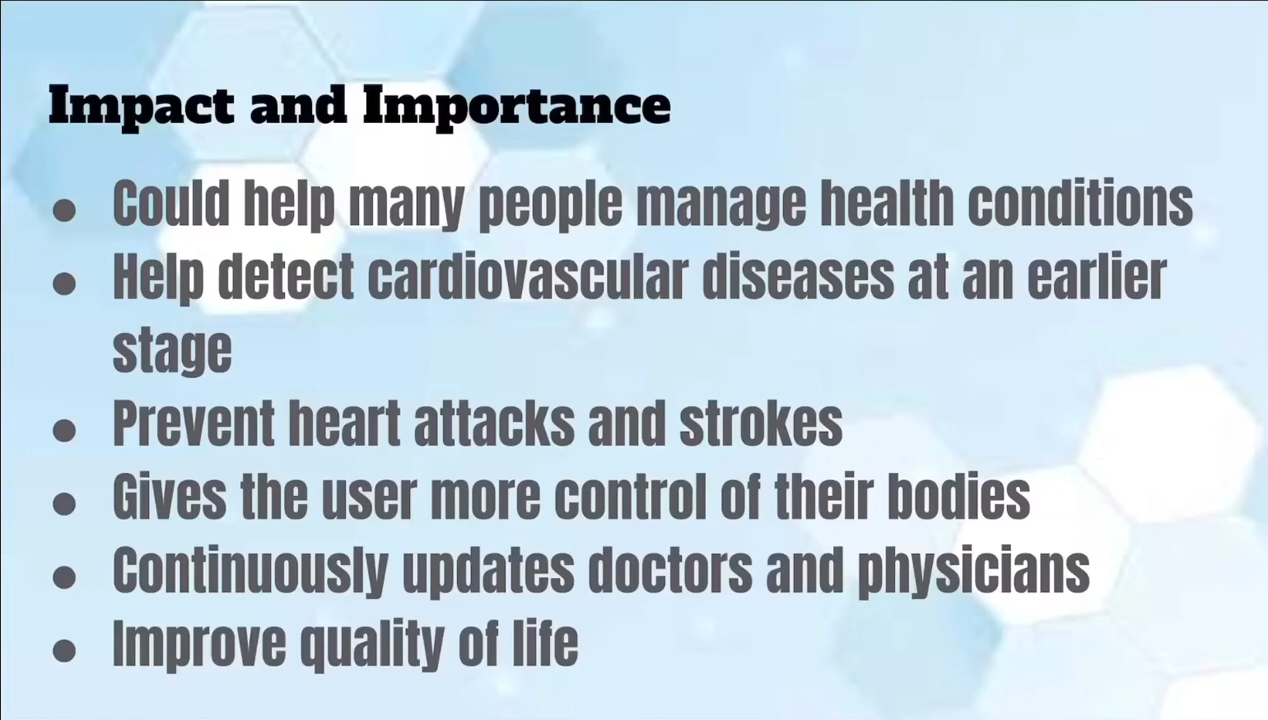 Impact and Importance
● Could help many people manage health conditions
● Help detect cardiovascular diseases at an earlier
stage
● Prevent heart attacks and strokes
● Gives the user more control of their bodies
● Continuously updates doctors and physicians
● Improve quality of life